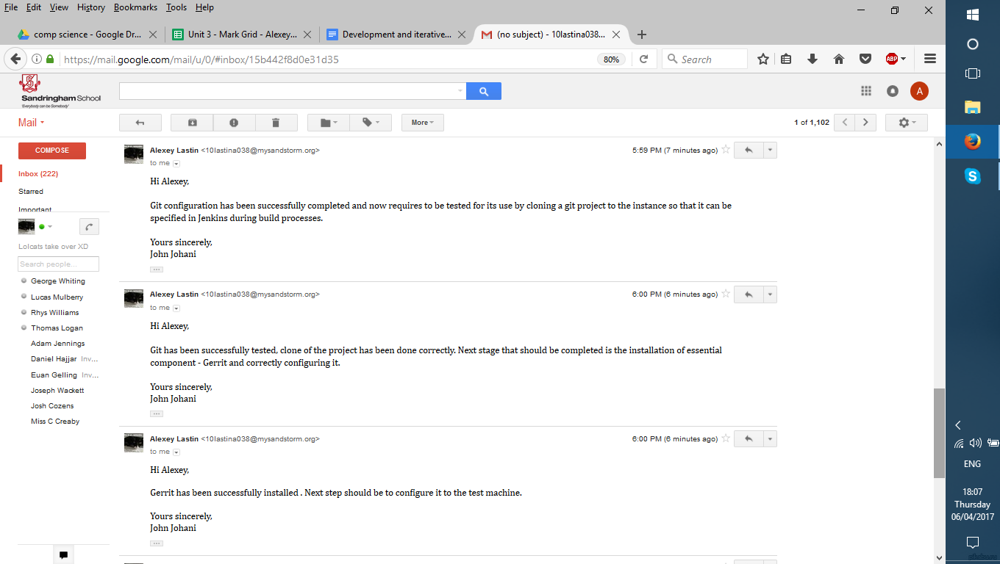 File Edit View History Bookmarks Tools Help
comp science - Google Dr... Unit 3 - Mark Grid - Alexey... Development and iterative... (no subject) - 10lastina038...
https://mail.google.com/mail/u/0/#inbox/15b442f8d0e31d35 80% Search ABP
Sandringham School
'Everybody can be Somebody'
A
Mail More 1 of 1,102
COMPOSE
Inbox (222)
Starred
Important
Lolcats take over XD
Search people...
George Whiting
Lucas Mulberry
Rhys Williams
Thomas Logan
Adam Jennings
Daniel Hajjar Inv...
Euan Gelling Inv...
Joseph Wackett
Josh Cozens
Miss C Creaby
Alexey Lastin <10lastina038@mysandstorm.org> 5:59 PM (7 minutes ago)
to me
Hi Alexey,
Git configuration has been successfully completed and now requires to be tested for its use by cloning a git project to the instance so that it can be
specified in Jenkins during build processes.
Yours sincerely,
John Johani
Alexey Lastin <10lastina038@mysandstorm.org> 6:00 PM (6 minutes ago)
to me
Hi Alexey,
Git has been successfully tested, clone of the project has been done correctly. Next stage that should be completed is the installation of essential
component - Gerrit and correctly configuring it.
Yours sincerely,
John Johani
Alexey Lastin <10lastina038@mysandstorm.org> 6:00 PM (6 minutes ago)
to me
Hi Alexey,
Gerrit has been successfully installed . Next step should be to configure it to the test machine.
Yours sincerely,
John Johani
ENG
18:07
Thursday
06/04/2017